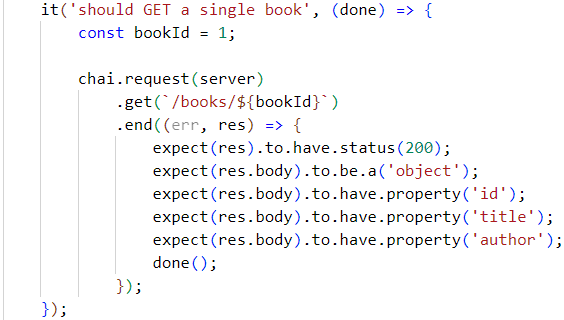 it('should GET a single book', (done) => {
    const bookId = 1;

    chai.request(server)
        .get(`/books/${bookId}`)
        .end((err, res) => {
            expect(res).to.have.status(200);
            expect(res.body).to.be.a('object');
            expect(res.body).to.have.property('id');
            expect(res.body).to.have.property('title');
            expect(res.body).to.have.property('author');
            done();
        });
});